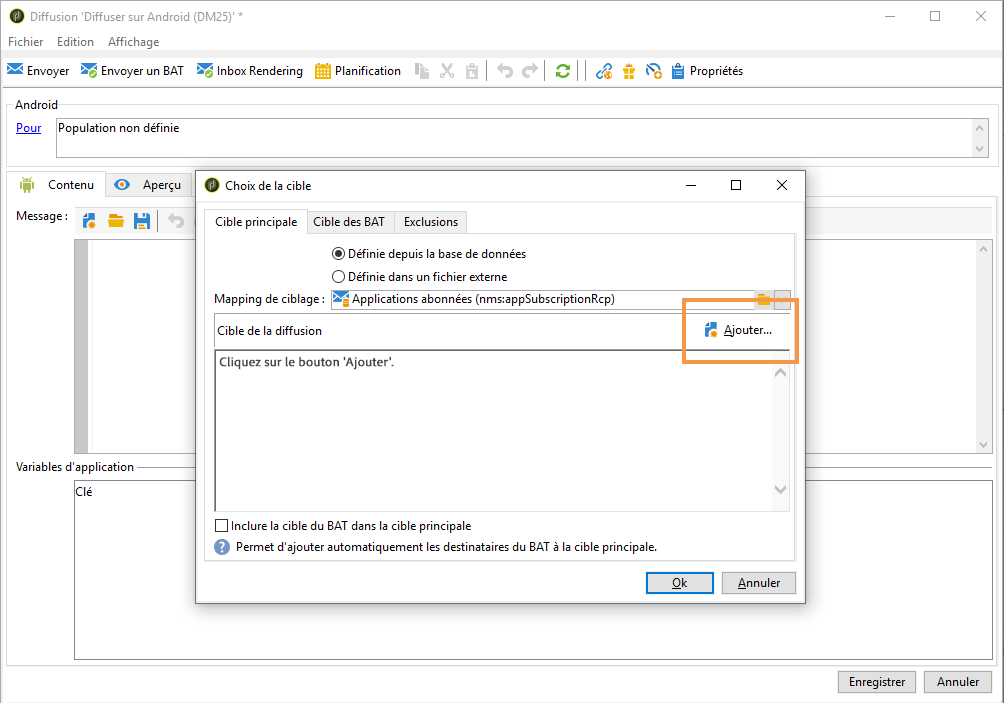 Diffusion 'Diffuser sur Android (DM25)' *
Fichier Edition Affichage
Envoyer Envoyer un BAT Inbox Rendering Planification Propriétés
Android
Pour Population non définie
Contenu Aperçu
Message :
Choix de la cible
Cible principale Cible des BAT Exclusions
Définie depuis la base de données
Définie dans un fichier externe
Mapping de ciblage : Applications abonnées (nms:appSubscriptionRcp)
Cible de la diffusion Ajouter...
Cliquez sur le bouton 'Ajouter'.
Inclure la cible du BAT dans la cible principale
Permet d'ajouter automatiquement les destinataires du BAT à la cible principale.
Ok Annuler
Variables d'application
Clé
Enregistrer Annuler